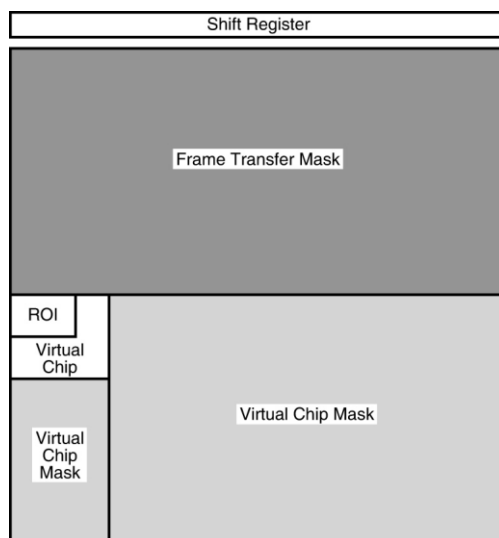 Shift Register
Frame Transfer Mask
ROI
Virtual
Chip
Virtual Chip Mask
Virtual
Chip
Mask